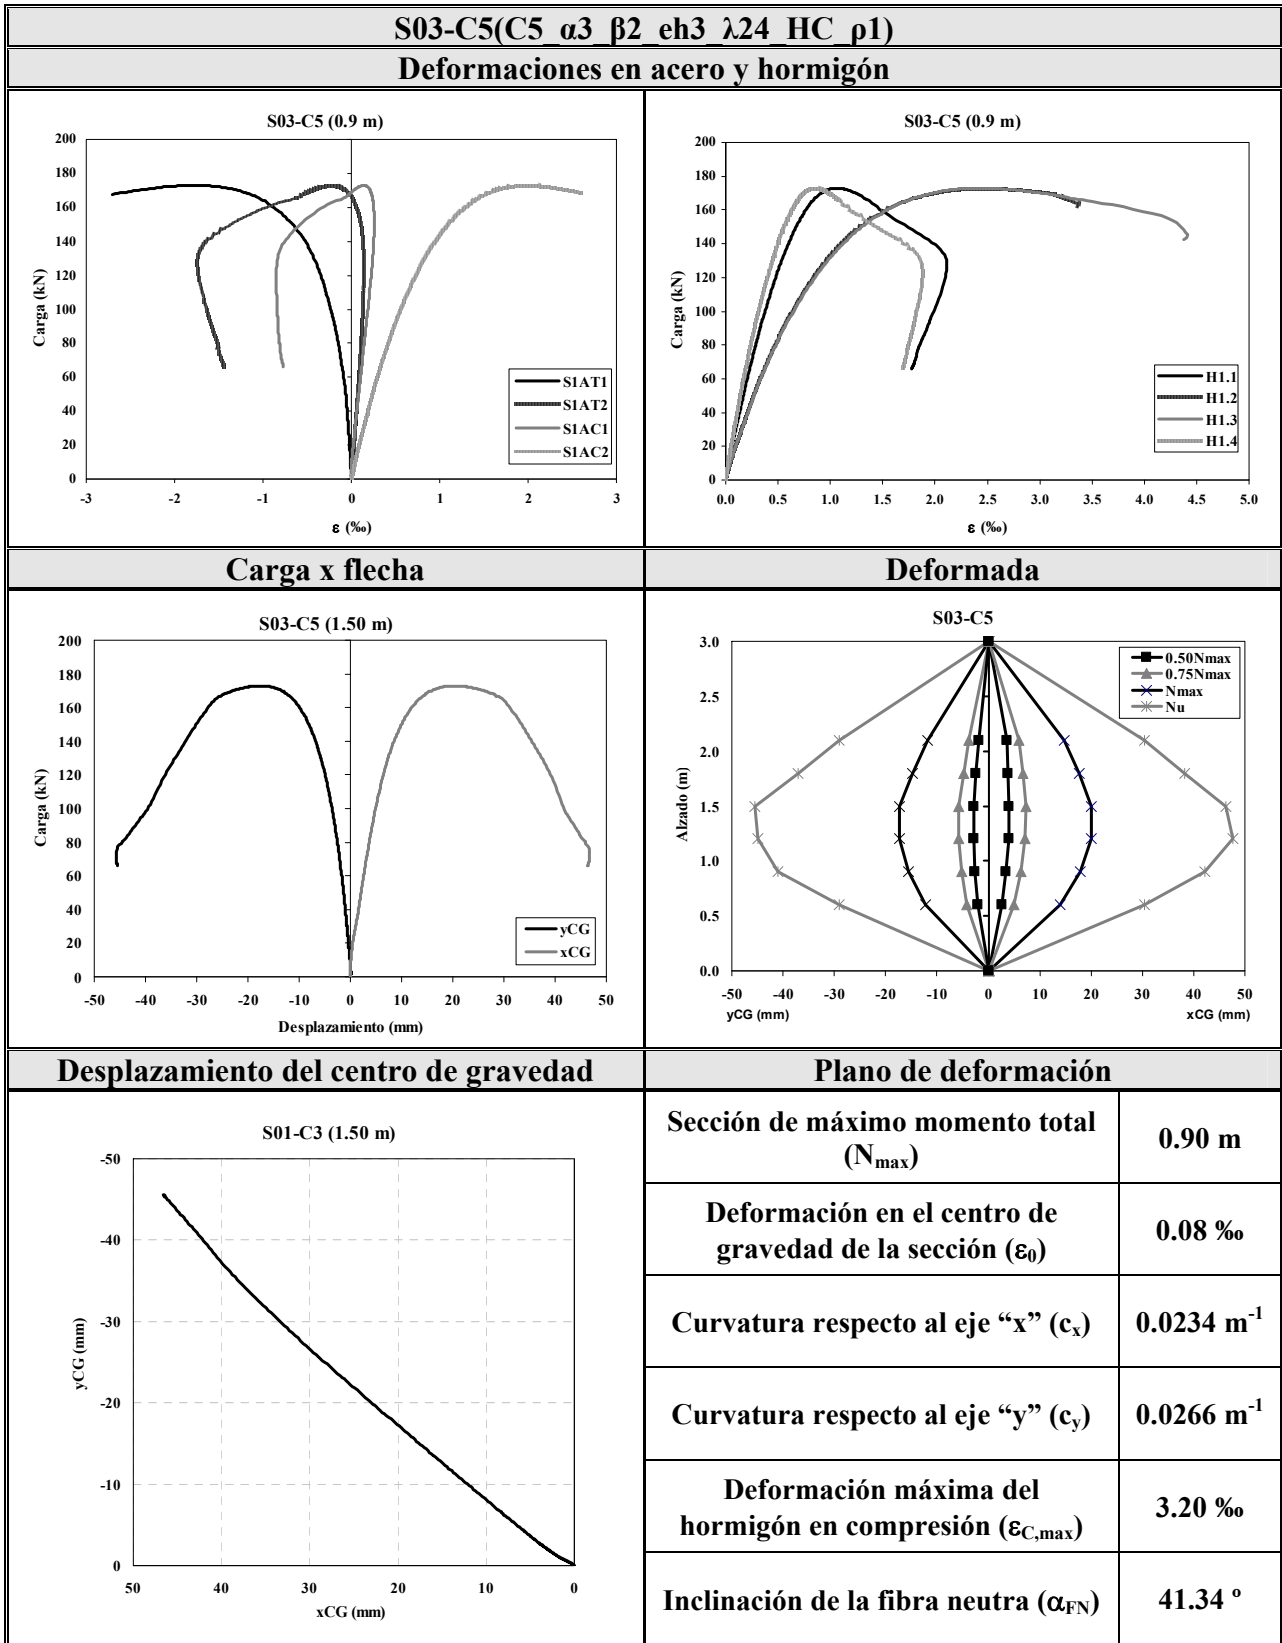 S03-C5(C5_α3_β2_eh3_λ24_HC_ρ1)
Deformaciones en acero y hormigón
S03-C5 (0.9 m)
200
180
160
140
120
100
80
60
40
20
0
Carga (kN)
-3
-2
-1
0
1
2
3
ε (‰)
S1AT1
S1AT2
S1AC1
S1AC2
S03-C5 (0.9 m)
200
180
160
140
120
100
80
60
40
20
0
Carga (kN)
0.0
0.5
1.0
1.5
2.0
2.5
3.0
3.5
4.0
4.5
5.0
ε (‰)
H1.1
H1.2
H1.3
H1.4
Carga x flecha
Deformada
S03-C5 (1.50 m)
200
180
160
140
120
100
80
60
40
20
0
Carga (kN)
-50
-40
-30
-20
-10
0
10
20
30
40
50
Desplazamiento (mm)
yCG
xCG
S03-C5
3.0
2.5
2.0
1.5
1.0
0.5
0.0
Alzado (m)
-50
-40
-30
-20
-10
0
10
20
30
40
50
yCG (mm)
xCG (mm)
0.50Nmax
0.75Nmax
Nmax
Nu
Desplazamiento del centro de gravedad
Plano de deformación
S01-C3 (1.50 m)
-50
-40
-30
-20
-10
0
yCG (mm)
50
40
30
20
10
0
xCG (mm)
Sección de máximo momento total
(Nmax)
0.90 m
Deformación en el centro de
gravedad de la sección (ε0)
0.08 ‰
Curvatura respecto al eje “x” (cx)
0.0234 m-1
Curvatura respecto al eje “y” (cy)
0.0266 m-1
Deformación máxima del
hormigón en compresión (εC,max)
3.20 ‰
Inclinación de la fibra neutra (αFN)
41.34 º